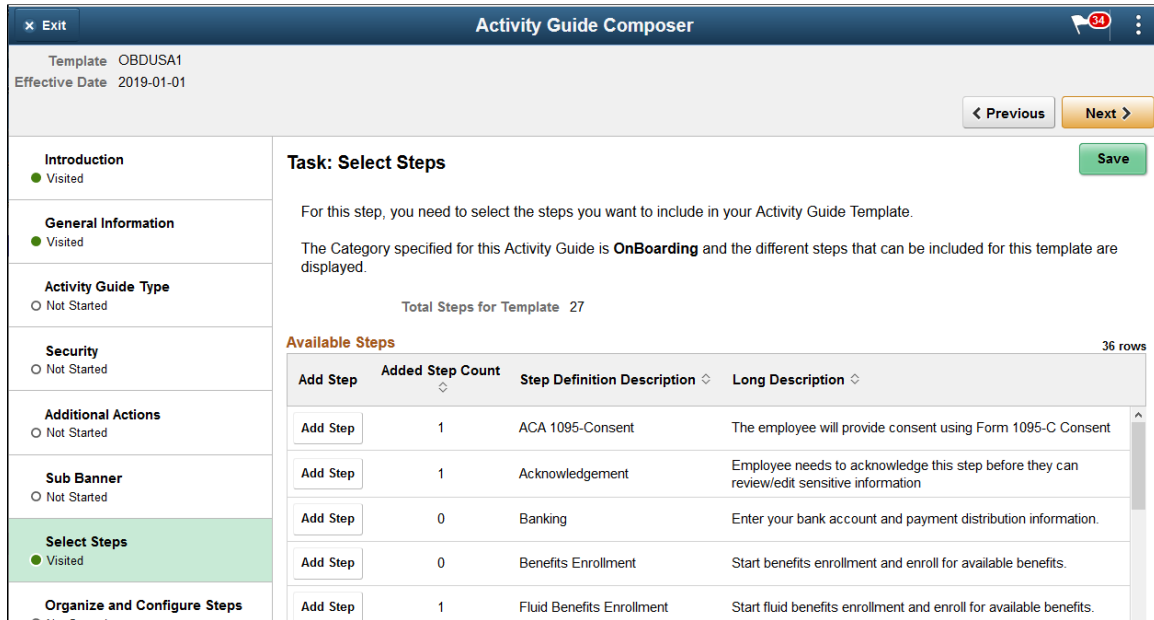 × Exit
Activity Guide Composer
34
Template OBDUSA1
Effective Date 2019-01-01
Previous
Next
Introduction
Visited
General Information
Visited
Activity Guide Type
Not Started
Security
Not Started
Additional Actions
Not Started
Sub Banner
Not Started
Select Steps
Visited
Organize and Configure Steps
Task: Select Steps
Save
For this step, you need to select the steps you want to include in your Activity Guide Template.
The Category specified for this Activity Guide is OnBoarding and the different steps that can be included for this template are
displayed.
Total Steps for Template 27
Available Steps
36 rows
Add Step Added Step Count Step Definition Description Long Description
Add Step 1 ACA 1095-Consent The employee will provide consent using Form 1095-C Consent
Add Step 1 Acknowledgement Employee needs to acknowledge this step before they can
review/edit sensitive information
Add Step 0 Banking Enter your bank account and payment distribution information.
Add Step 0 Benefits Enrollment Start benefits enrollment and enroll for available benefits.
Add Step 1 Fluid Benefits Enrollment Start fluid benefits enrollment and enroll for available benefits.